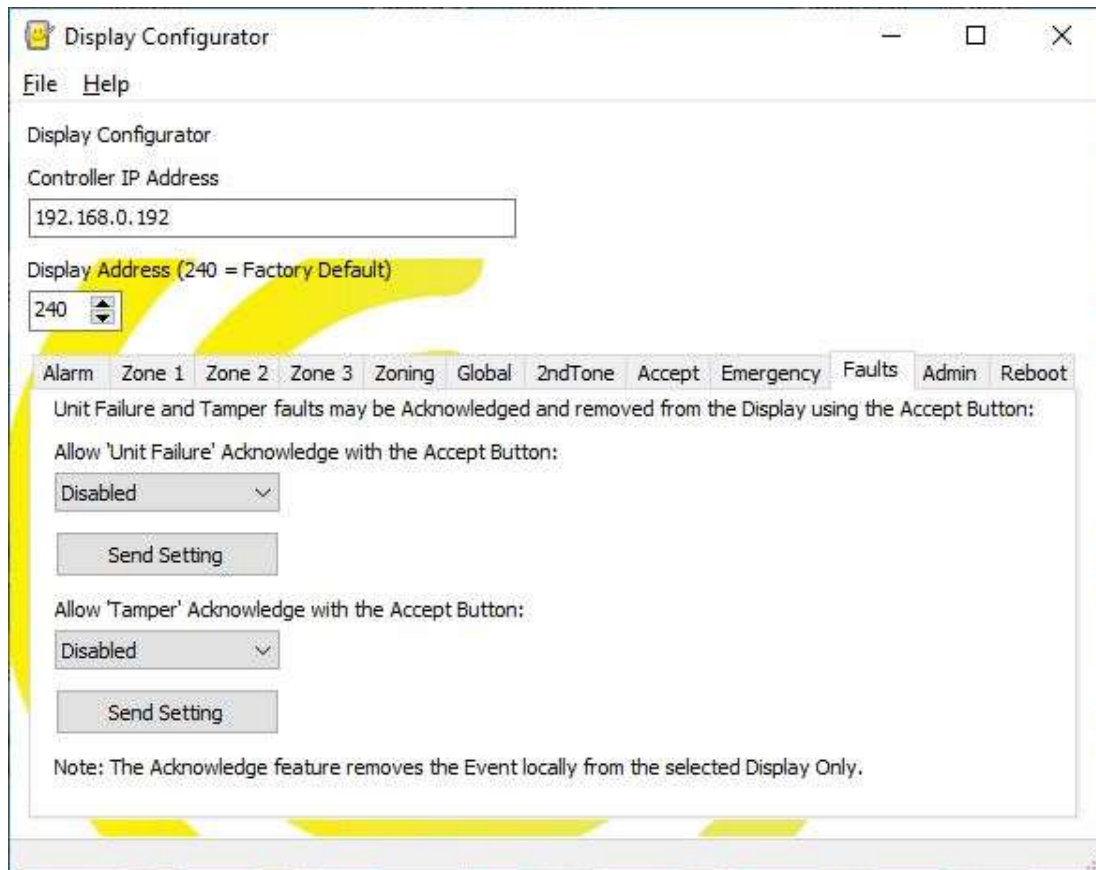 Display Configurator
File Help
Display Configurator
Controller IP Address
192.168.0.192
Display Address (240 = Factory Default)
240
Alarm Zone 1 Zone 2 Zone 3 Zoning Global 2ndTone Accept Emergency Faults Admin Reboot
Unit Failure and Tamper faults may be Acknowledged and removed from the Display using the Accept Button:
Allow 'Unit Failure' Acknowledge with the Accept Button:
Disabled
Send Setting
Allow 'Tamper' Acknowledge with the Accept Button:
Disabled
Send Setting
Note: The Acknowledge feature removes the Event locally from the selected Display Only.